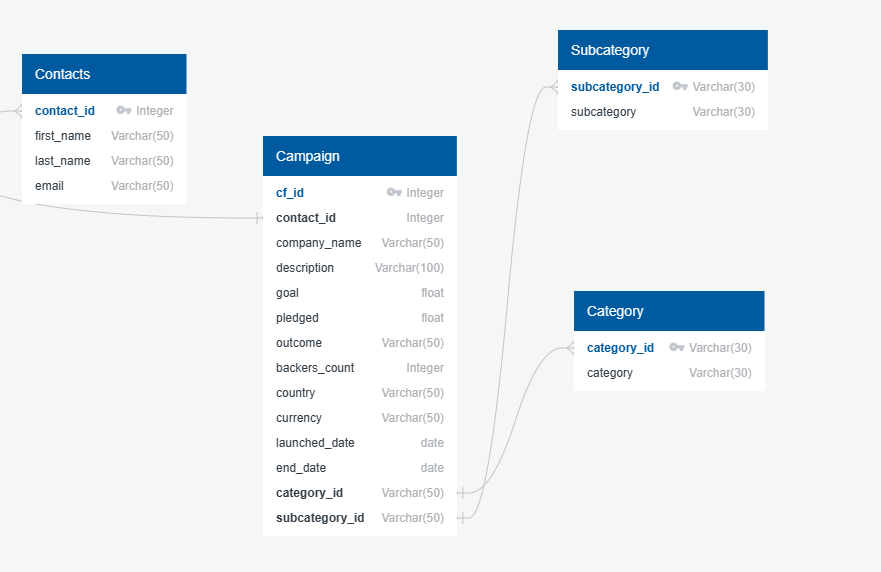 Contacts
contact_id Integer
first_name Varchar(50)
last_name Varchar(50)
email Varchar(50)
Campaign
cf_id Integer
contact_id Integer
company_name Varchar(50)
description Varchar(100)
goal float
pledged float
outcome Varchar(50)
backers_count Integer
country Varchar(50)
currency Varchar(50)
launched_date date
end_date date
category_id Varchar(50)
subcategory_id Varchar(50)
Subcategory
subcategory_id Varchar(30)
subcategory Varchar(30)
Category
category_id Varchar(30)
category Varchar(30)